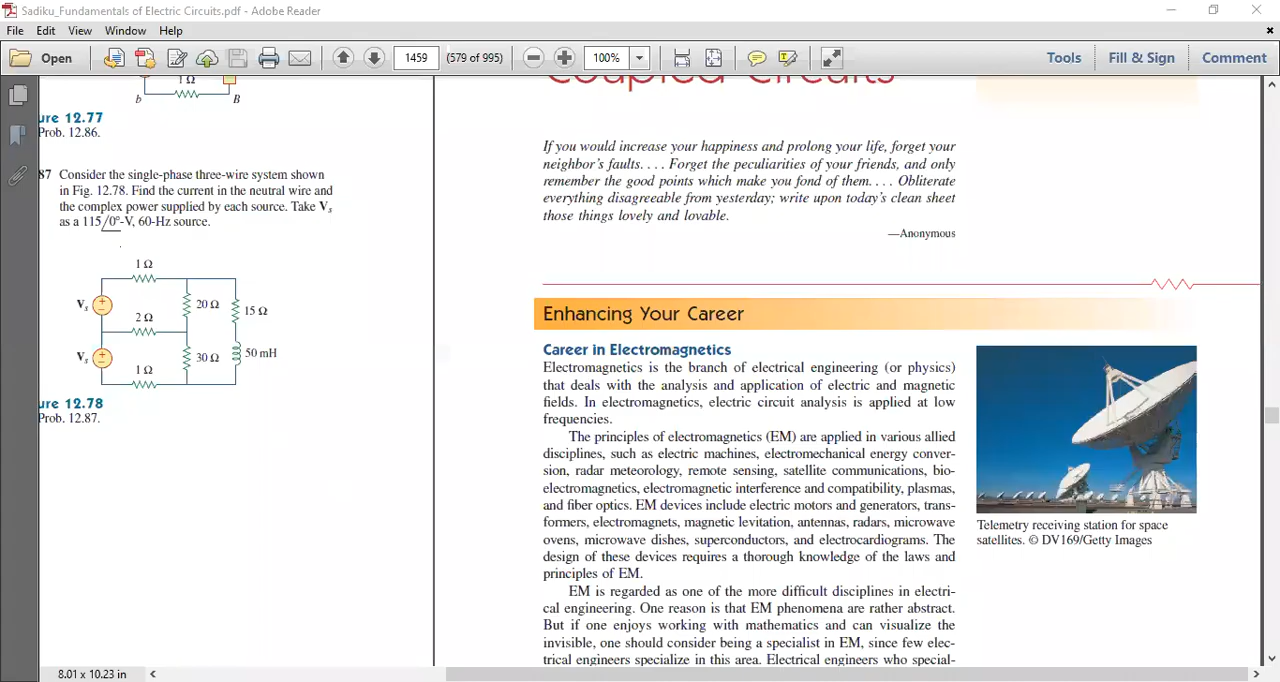 Sadiku_Fundamentals of Electric Circuits.pdf - Adobe Reader
File Edit View Window Help
Open 1459 (579 of 995) 100% Tools Fill & Sign Comment
1 Ω
b B
ure 12.77
Prob. 12.86.
87 Consider the single-phase three-wire system shown
in Fig. 12.78. Find the current in the neutral wire and
the complex power supplied by each source. Take Vs
as a 115/0°-V, 60-Hz source.
1 Ω
Vs + − 20 Ω 15 Ω
2 Ω
Vs + − 30 Ω 50 mH
1 Ω
ure 12.78
Prob. 12.87.
Coupled Circuits
If you would increase your happiness and prolong your life, forget your
neighbor's faults. . . . Forget the peculiarities of your friends, and only
remember the good points which make you fond of them. . . . Obliterate
everything disagreeable from yesterday; write upon today's clean sheet
those things lovely and lovable.
—Anonymous
Enhancing Your Career
Career in Electromagnetics
Electromagnetics is the branch of electrical engineering (or physics)
that deals with the analysis and application of electric and magnetic
fields. In electromagnetics, electric circuit analysis is applied at low
frequencies.
The principles of electromagnetics (EM) are applied in various allied
disciplines, such as electric machines, electromechanical energy conver-
sion, radar meteorology, remote sensing, satellite communications, bio-
electromagnetics, electromagnetic interference and compatibility, plasmas,
and fiber optics. EM devices include electric motors and generators, trans-
formers, electromagnets, magnetic levitation, antennas, radars, microwave
ovens, microwave dishes, superconductors, and electrocardiograms. The
design of these devices requires a thorough knowledge of the laws and
principles of EM.
EM is regarded as one of the more difficult disciplines in electri-
cal engineering. One reason is that EM phenomena are rather abstract.
But if one enjoys working with mathematics and can visualize the
invisible, one should consider being a specialist in EM, since few elec-
trical engineers specialize in this area. Electrical engineers who special-
Telemetry receiving station for space
satellites. © DV169/Getty Images
8.01 x 10.23 in